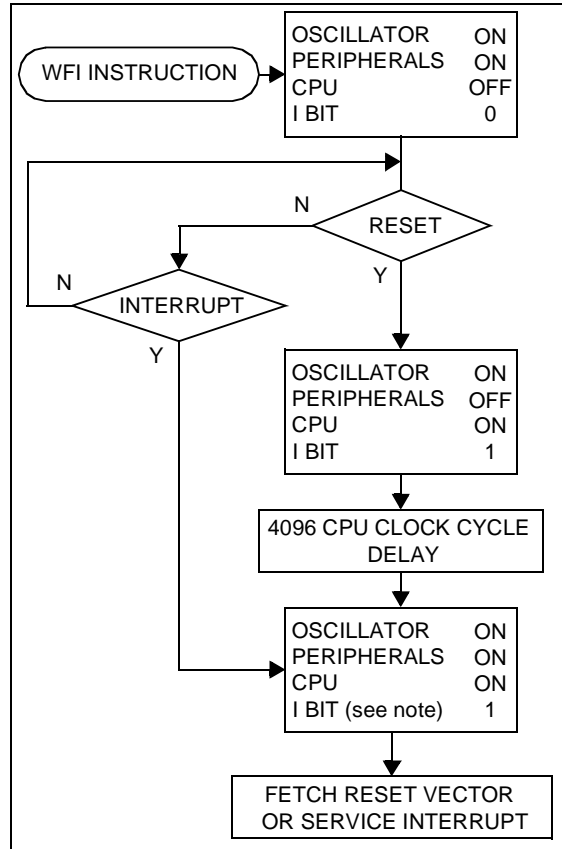 WFI INSTRUCTION
OSCILLATOR ON
PERIPHERALS ON
CPU OFF
I BIT 0
N
RESET
Y
N
INTERRUPT
Y
OSCILLATOR ON
PERIPHERALS OFF
CPU ON
I BIT 1
4096 CPU CLOCK CYCLE
DELAY
OSCILLATOR ON
PERIPHERALS ON
CPU ON
I BIT (see note) 1
FETCH RESET VECTOR
OR SERVICE INTERRUPT